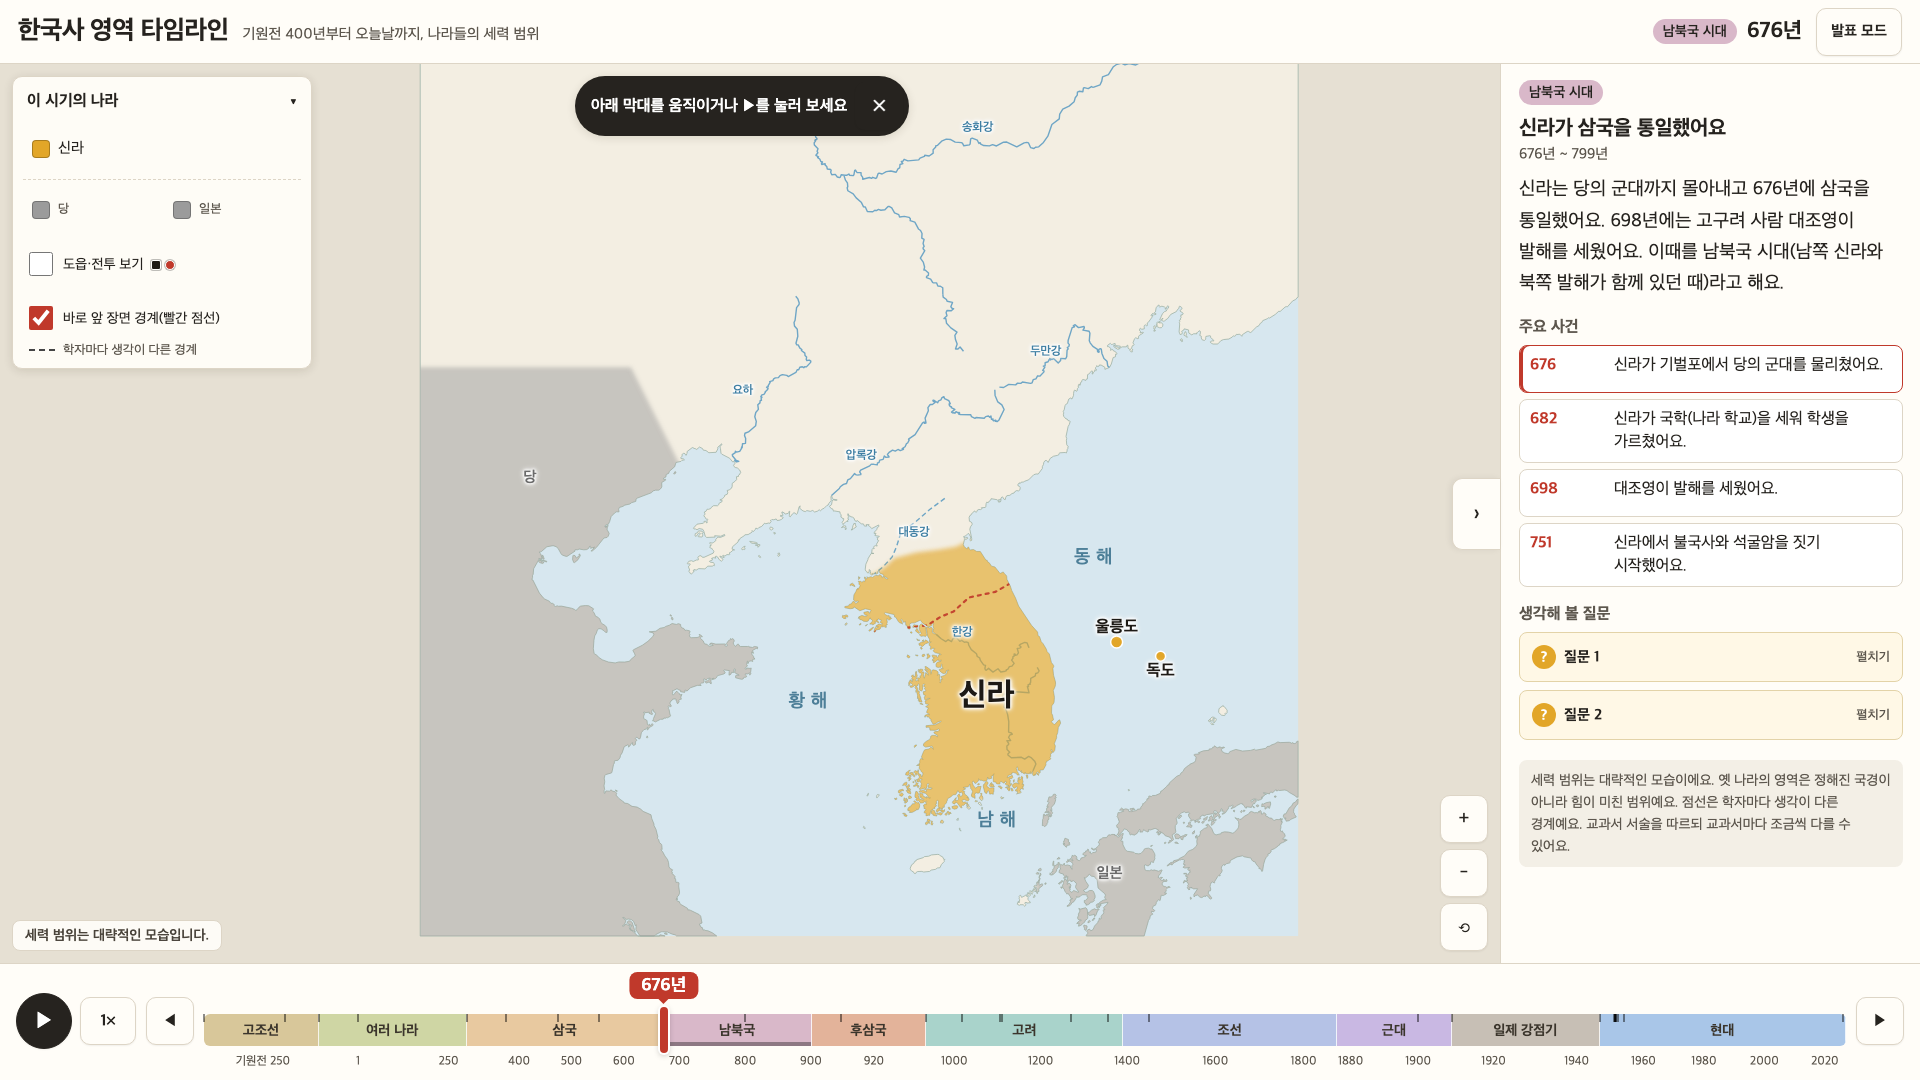 한국사 영역 타임라인
기원전 400년부터 오늘날까지, 나라들의 세력 범위
남북국 시대
676년
발표 모드
이 시기의 나라
▼
신라
당
일본
도읍·전투 보기
바로 앞 장면 경계(빨간 점선)
학자마다 생각이 다른 경계
아래 막대를 움직이거나 ▶를 눌러 보세요 ✕
송화강
두만강
요하
압록강
당
대동강
동해
울릉도
한강
독도
신라
황해
남해
일본
세력 범위는 대략적인 모습입니다.
›
+
−
⟲
남북국 시대
신라가 삼국을 통일했어요
676년 ~ 799년
신라는 당의 군대까지 몰아내고 676년에 삼국을
통일했어요. 698년에는 고구려 사람 대조영이
발해를 세웠어요. 이때를 남북국 시대(남쪽 신라와
북쪽 발해가 함께 있던 때)라고 해요.
주요 사건
676 신라가 기벌포에서 당의 군대를 물리쳤어요.
682 신라가 국학(나라 학교)을 세워 학생을
가르쳤어요.
698 대조영이 발해를 세웠어요.
751 신라에서 불국사와 석굴암을 짓기
시작했어요.
생각해 볼 질문
? 질문 1 펼치기
? 질문 2 펼치기
세력 범위는 대략적인 모습이에요. 옛 나라의 영역은 정해진 국경이
아니라 힘이 미친 범위예요. 점선은 학자마다 생각이 다른
경계예요. 교과서 서술을 따르되 교과서마다 조금씩 다를 수
있어요.
676년
▶ 1× ◀
고조선 여러 나라 삼국 남북국 후삼국 고려 조선 근대 일제 강점기 현대
▶
기원전 250 1 250 400 500 600 700 800 900 920 1000 1200 1400 1600 1800 1880 1900 1920 1940 1960 1980 2000 2020